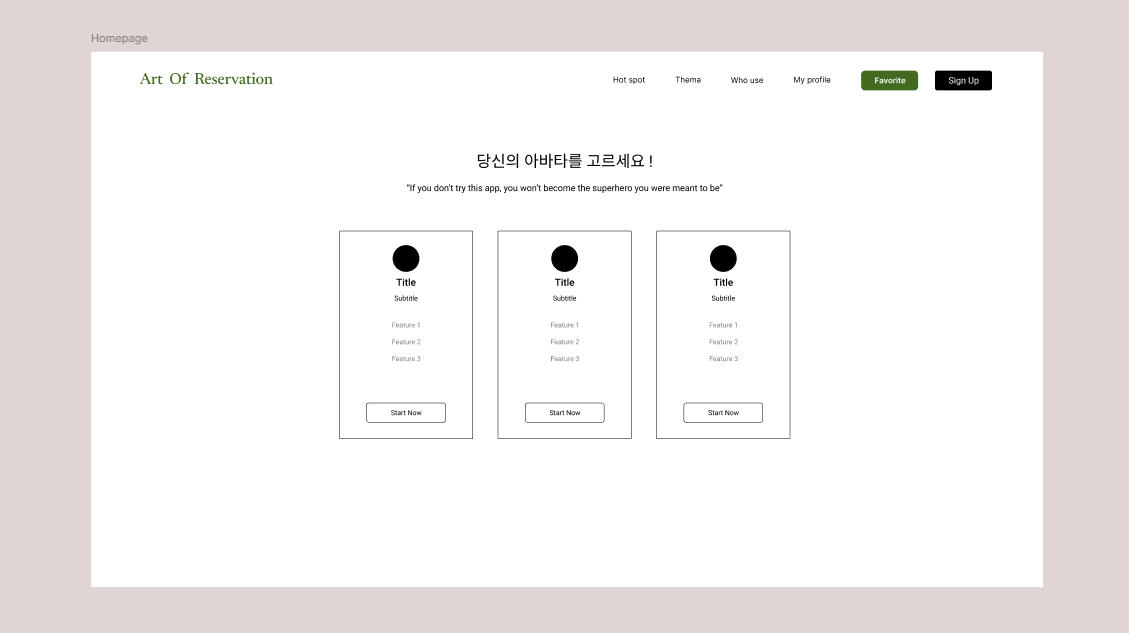 Homepage
Art Of Reservation
Hot spot Thema Who use My profile Favorite Sign Up
당신의 아바타를 고르세요 !
“If you don’t try this app, you won’t become the superhero you were meant to be”
Title Title Title
Subtitle Subtitle Subtitle
Feature 1 Feature 1 Feature 1
Feature 2 Feature 2 Feature 2
Feature 3 Feature 3 Feature 3
Start Now Start Now Start Now